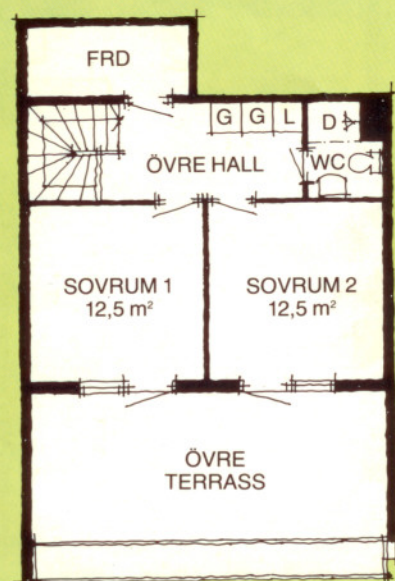 FRD
G G L D
ÖVRE HALL WC
SOVRUM 1
12,5 m²
SOVRUM 2
12,5 m²
ÖVRE
TERRASS